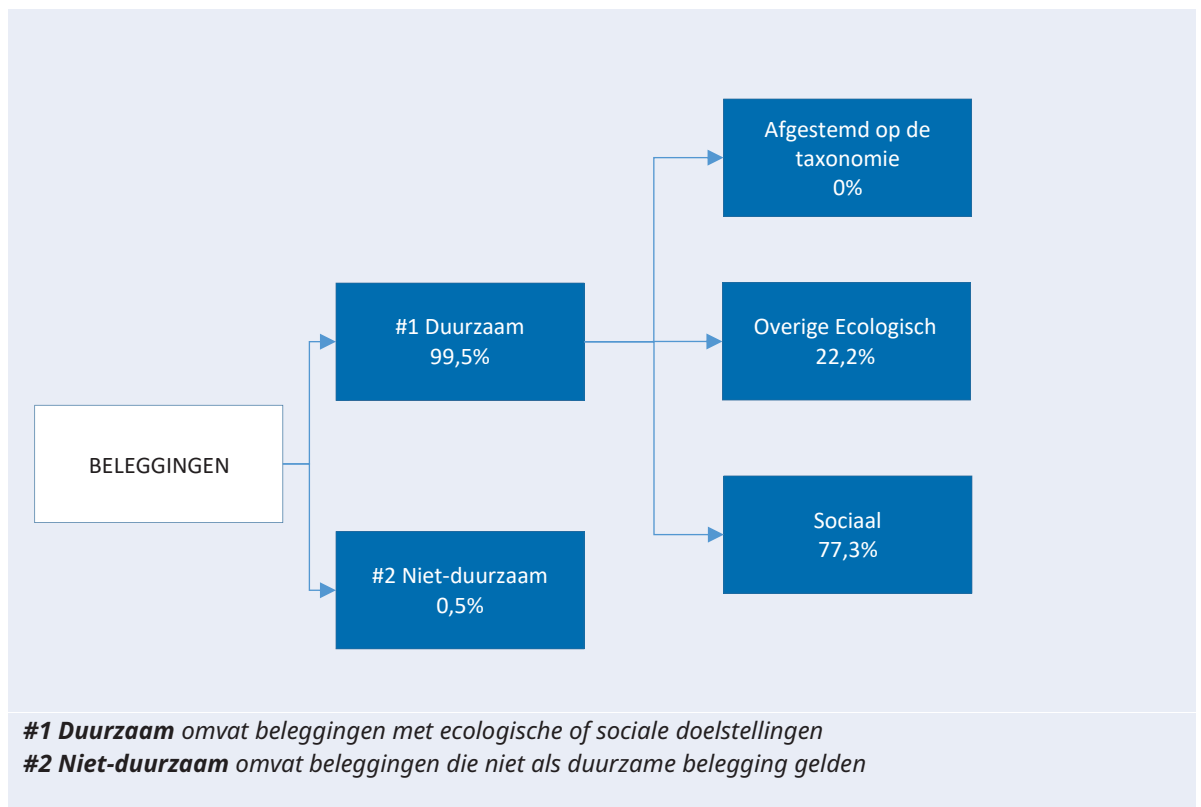 Afgestemd op de
taxonomie
0%
#1 Duurzaam
99,5%
Overige Ecologisch
22,2%
BELEGGINGEN
Sociaal
77,3%
#2 Niet-duurzaam
0,5%
#1 Duurzaam omvat beleggingen met ecologische of sociale doelstellingen
#2 Niet-duurzaam omvat beleggingen die niet als duurzame belegging gelden